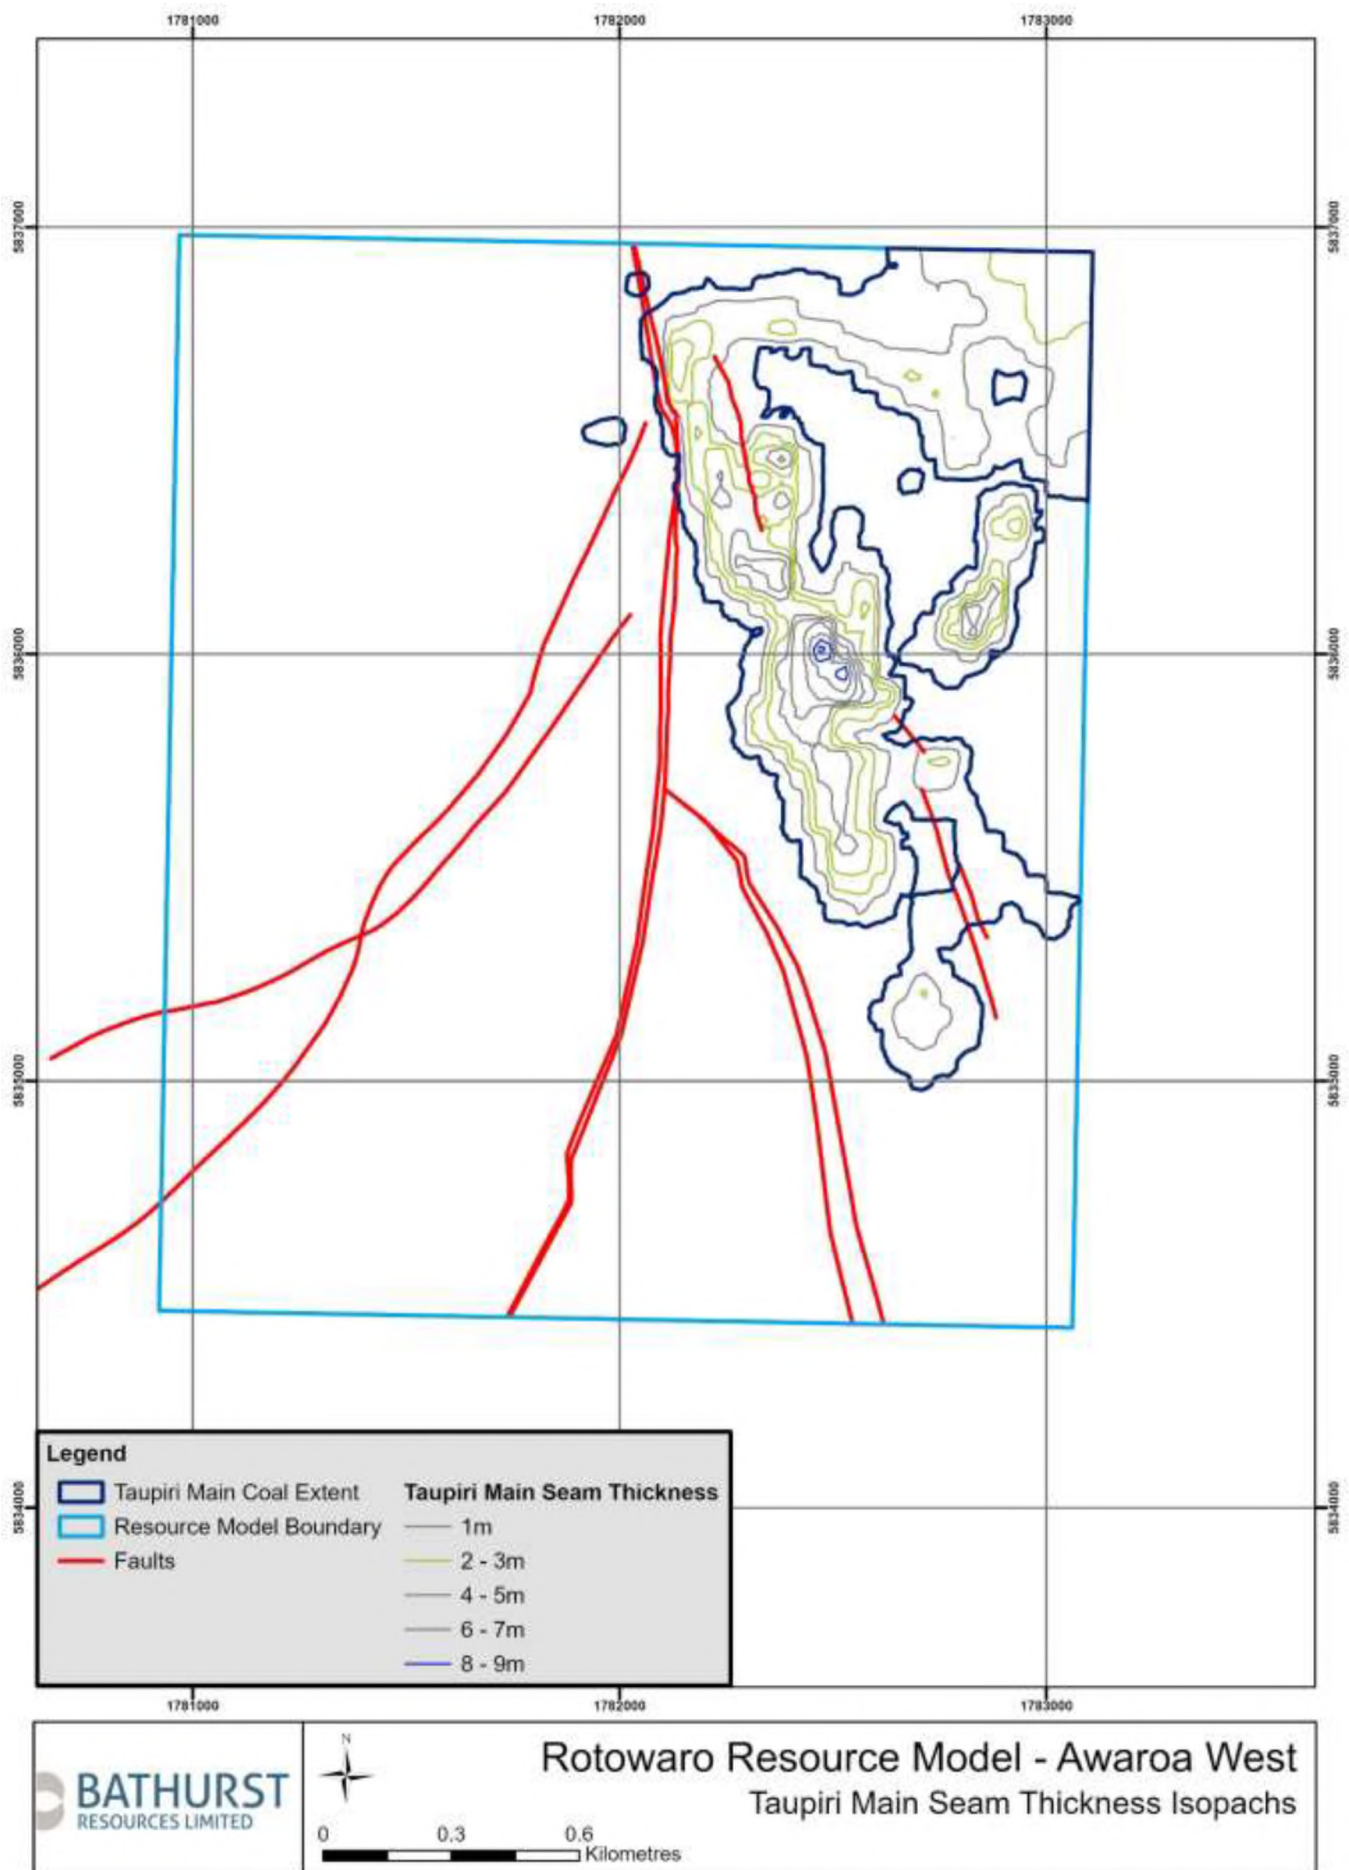 1781000 1782000 1783000
5837000 5837000
5836000 5836000
5835000 5835000
5834000 5834000
Legend
Taupiri Main Coal Extent
Resource Model Boundary
Faults
Taupiri Main Seam Thickness
1m
2 - 3m
4 - 5m
6 - 7m
8 - 9m
1781000 1782000 1783000
BATHURST
RESOURCES LIMITED
N
0 0.3 0.6
Kilometres
Rotowaro Resource Model - Awaroa West
Taupiri Main Seam Thickness Isopachs